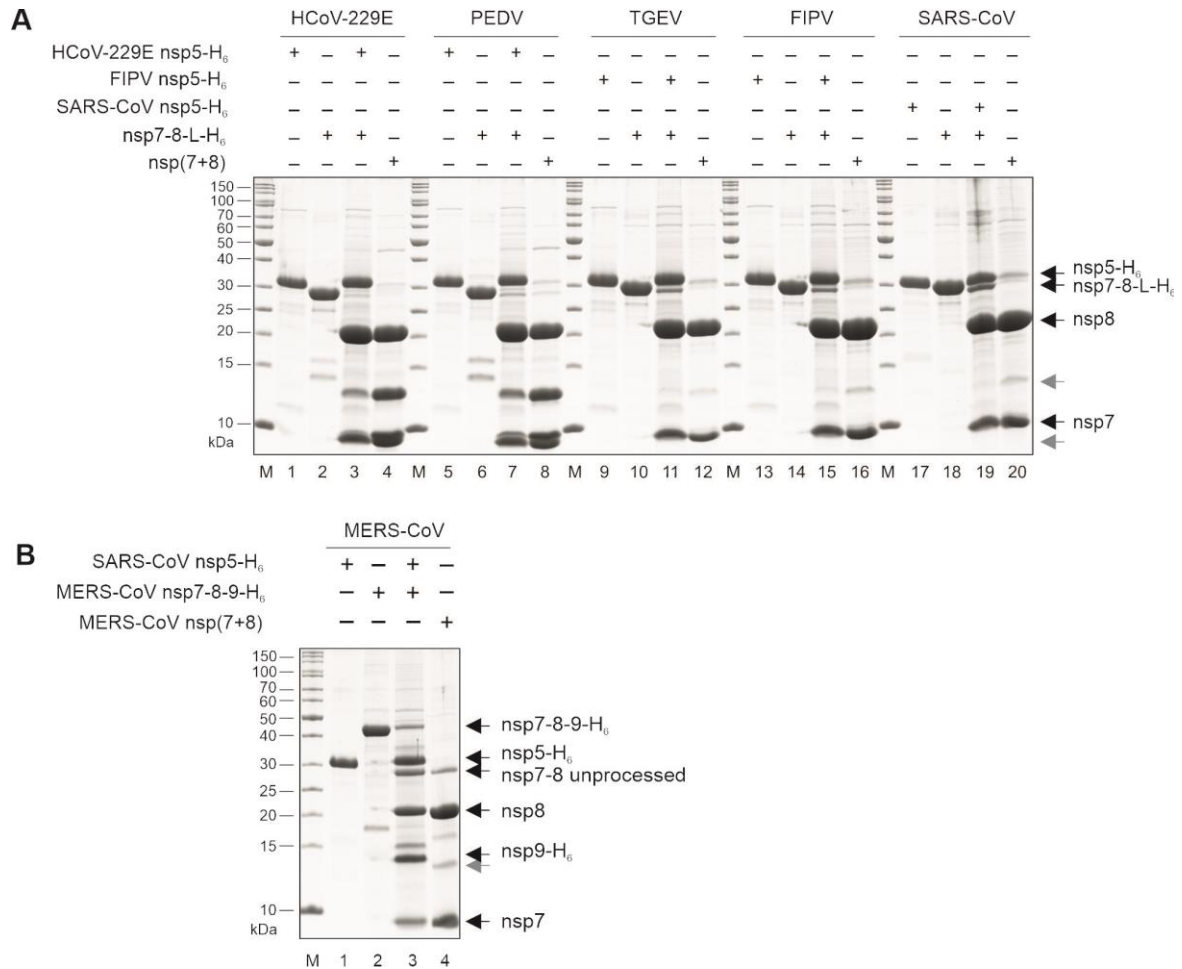 A
HCoV-229E PEDV TGEV FIPV SARS-CoV
HCoV-229E nsp5-H₆ + – + – + – + – – – – – – – – – – – – –
FIPV nsp5-H₆ – – – – – – – – + – + – + – + – – – – –
SARS-CoV nsp5-H₆ – – – – – – – – – – – – – – – – + – + –
nsp7-8-L-H₆ – + + – – + + – – + + – – + + – – + + –
nsp(7+8) – – – + – – – + – – – + – – – + – – – +
150
100
70
60
50
40
30
25
20
15
10
kDa
nsp5-H₆
nsp7-8-L-H₆
nsp8
nsp7
M 1 2 3 4 M 5 6 7 8 M 9 10 11 12 M 13 14 15 16 M 17 18 19 20
B
MERS-CoV
SARS-CoV nsp5-H₆ + – + –
MERS-CoV nsp7-8-9-H₆ – + + –
MERS-CoV nsp(7+8) – – – +
150
100
70
60
50
40
30
25
20
15
10
kDa
nsp7-8-9-H₆
nsp5-H₆
nsp7-8 unprocessed
nsp8
nsp9-H₆
nsp7
M 1 2 3 4